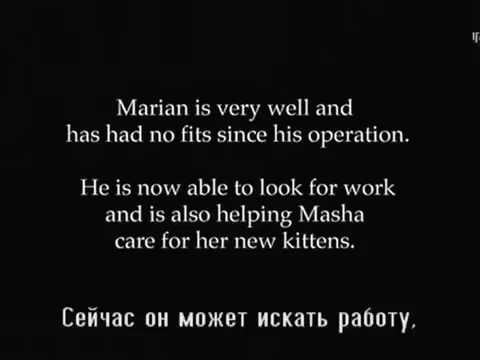 Marian is very well and
has had no fits since his operation.
He is now able to look for work
and is also helping Masha
care for her new kittens.
Сейчас он может искать работу,